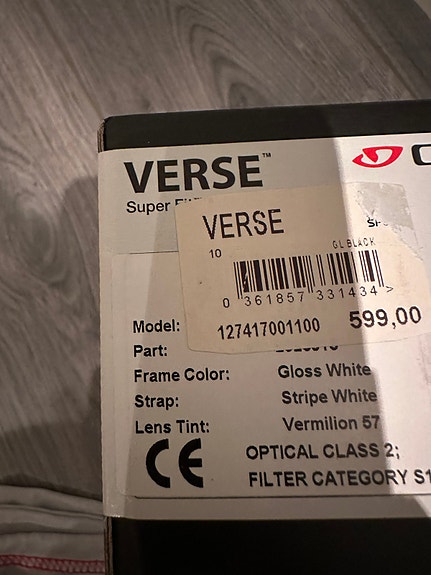 VERSE™
Super Fit
VERSE
10
GL BLACK
0 361857 331434 >
Model:
127417001100
599,00
Part:
Frame Color: Gloss White
Strap: Stripe White
Lens Tint: Vermilion 57
CE
OPTICAL CLASS 2;
FILTER CATEGORY S1